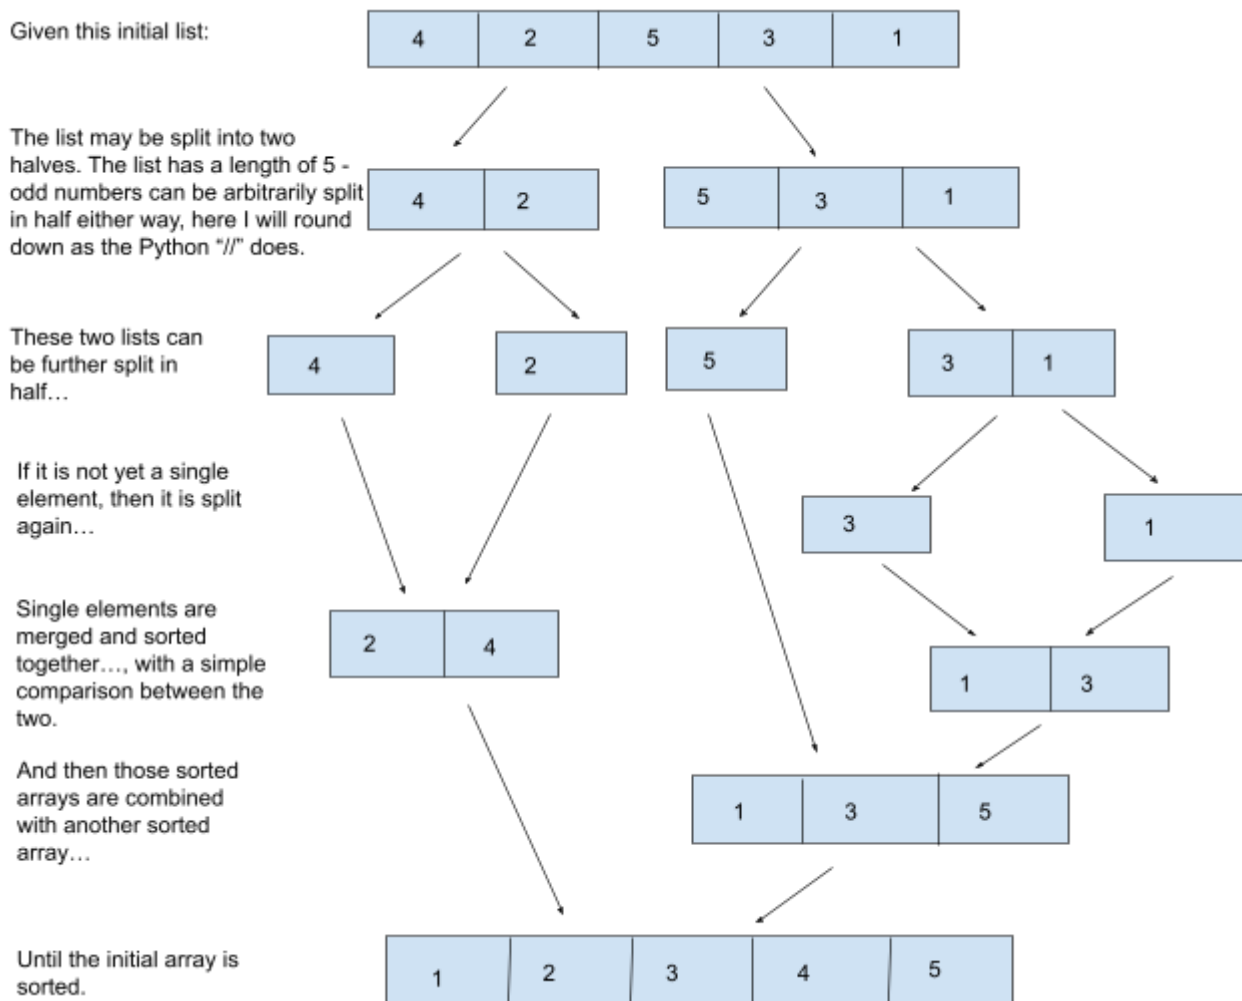 Given this initial list:
4 2 5 3 1
The list may be split into two
halves. The list has a length of 5 -
odd numbers can be arbitrarily split
in half either way, here I will round
down as the Python “//” does.
4 2
5 3 1
These two lists can
be further split in
half…
4
2
5
3 1
If it is not yet a single
element, then it is split
again…
3
1
Single elements are
merged and sorted
together…, with a simple
comparison between the
two.
2 4
1 3
And then those sorted
arrays are combined
with another sorted
array…
1 3 5
Until the initial array is
sorted.
1 2 3 4 5